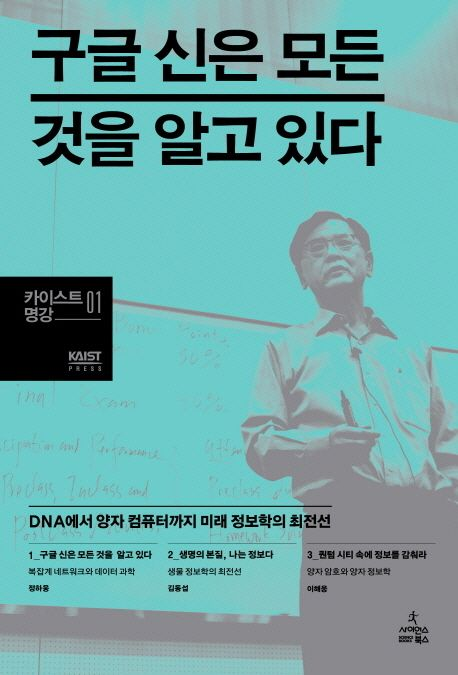 구글 신은 모든
것을 알고 있다
카이스트
명강
01
KAIST
PRESS
inal Exam
Participation and Performance
Preclass, Inclass and
Preclass
DNA에서 양자 컴퓨터까지 미래 정보학의 최전선
1_구글 신은 모든 것을 알고 있다
복잡계 네트워크와 데이터 과학
정하웅
2_생명의 본질, 나는 정보다
생물 정보학의 최전선
김동섭
3_퀀텀 시티 속에 정보를 감춰라
양자 암호와 양자 정보학
이해웅
사이언스
SCIENCE BOOKS
북스